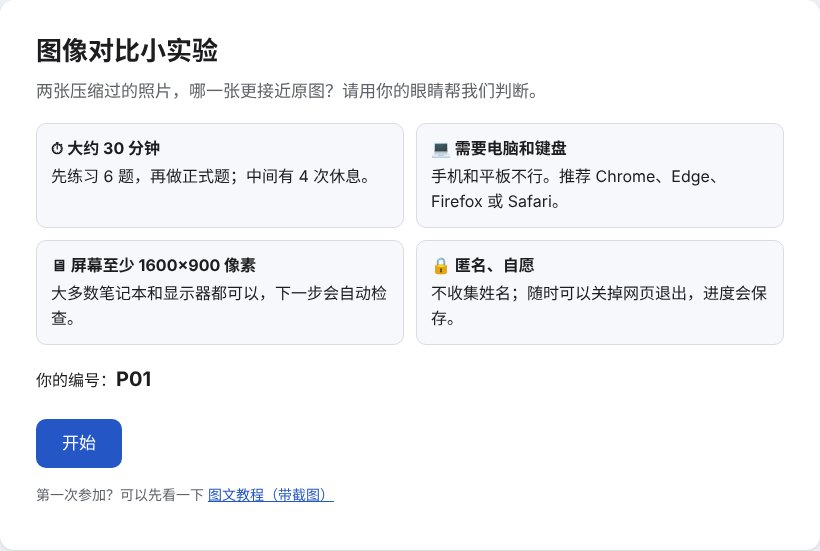 图像对比小实验
两张压缩过的照片，哪一张更接近原图？请用你的眼睛帮我们判断。
⏱ 大约 30 分钟
先练习 6 题，再做正式题；中间有 4 次休息。
💻 需要电脑和键盘
手机和平板不行。推荐 Chrome、Edge、
Firefox 或 Safari。
🖥 屏幕至少 1600×900 像素
大多数笔记本和显示器都可以，下一步会自动检
查。
🔒 匿名、自愿
不收集姓名；随时可以关掉网页退出，进度会保
存。
你的编号：P01
开始
第一次参加？可以先看一下 图文教程（带截图）